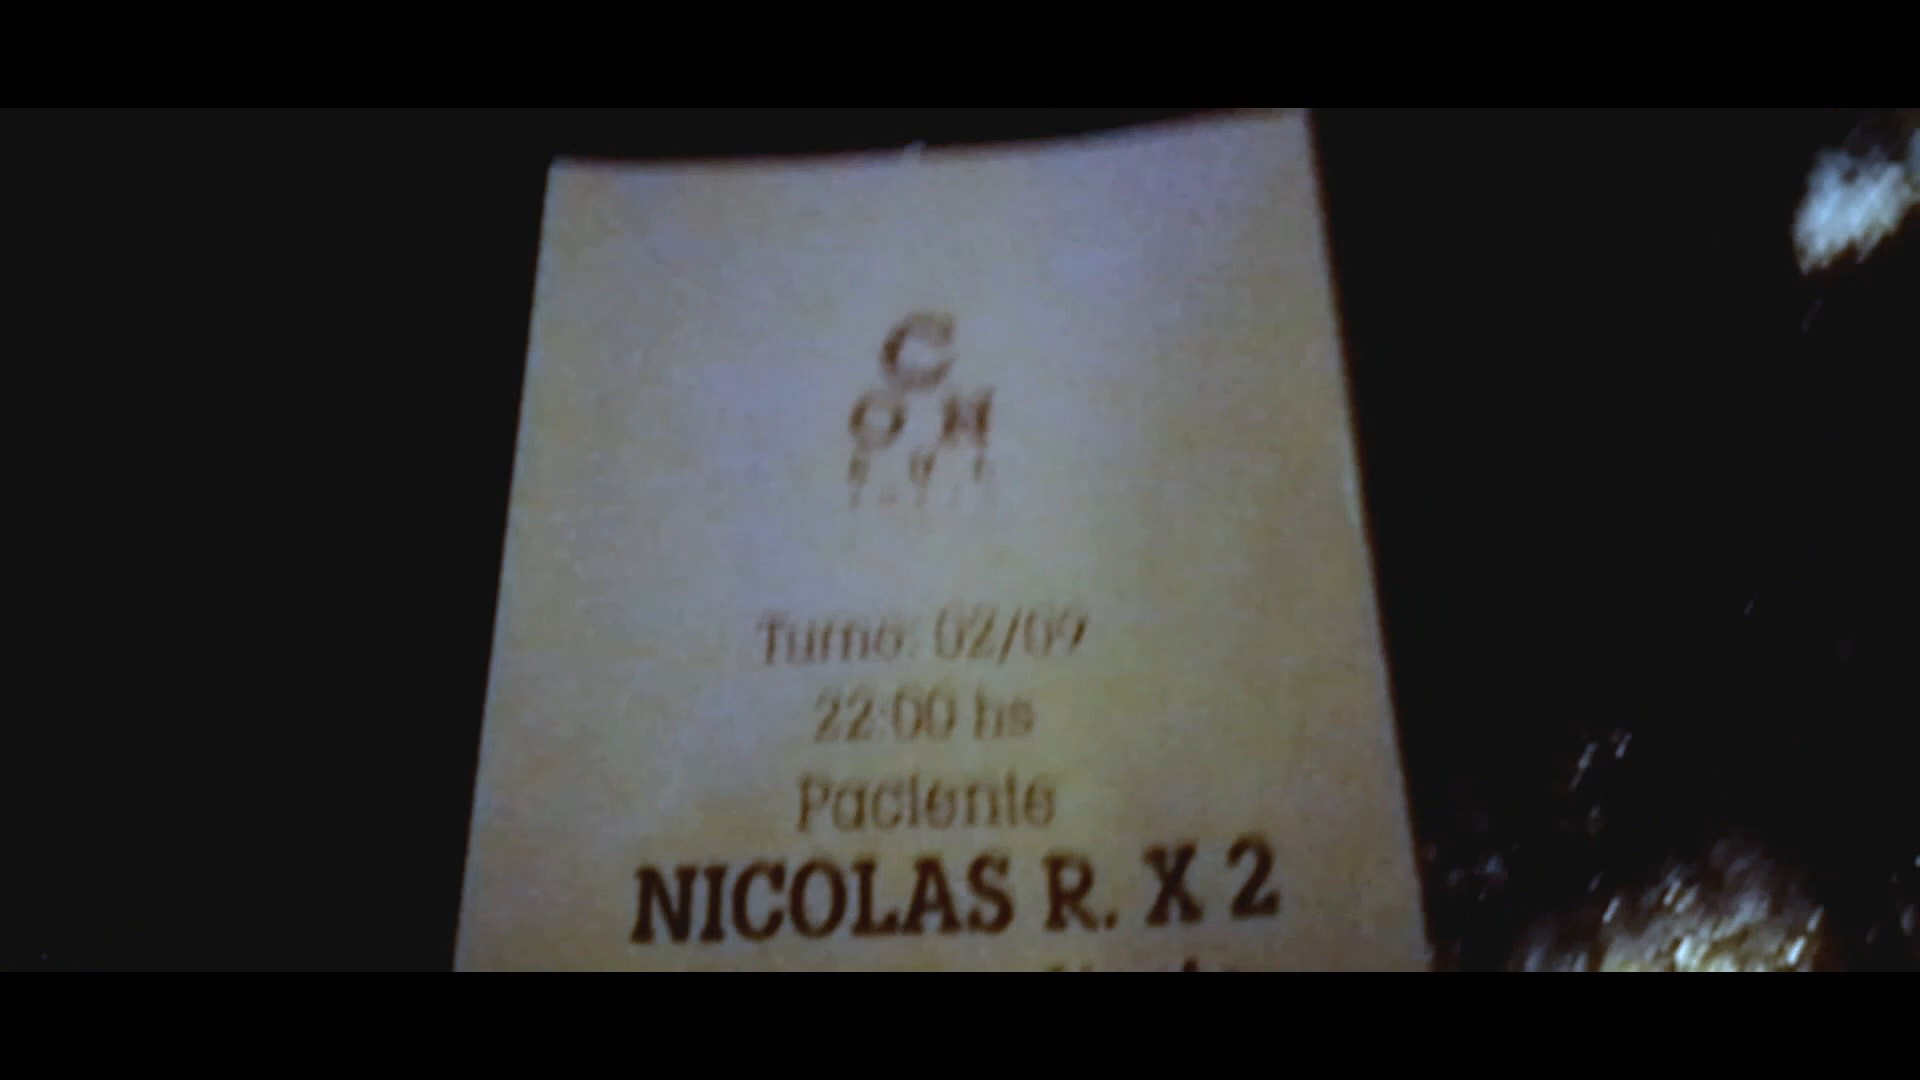 C
O N
S U L
Turno: 02/09
22:00 hs
Paciente
NICOLAS R. X 2